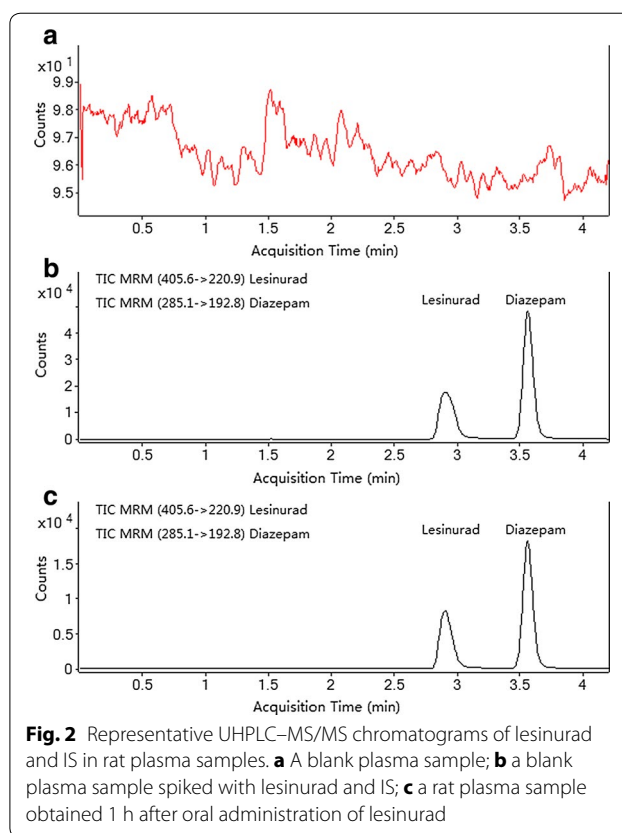 a
x10 1
9.9
9.8
9.7
9.6
9.5
Counts
0.5 1 1.5 2 2.5 3 3.5 4
Acquisition Time (min)
b
TIC MRM (405.6->220.9) Lesinurad
TIC MRM (285.1->192.8) Diazepam
x10 4
Lesinurad Diazepam
4
3
2
1
0
Counts
0.5 1 1.5 2 2.5 3 3.5 4
Acquisition Time (min)
c
TIC MRM (405.6->220.9) Lesinurad
TIC MRM (285.1->192.8) Diazepam
x10 4
Lesinurad Diazepam
1.5
1
0.5
0
Counts
0.5 1 1.5 2 2.5 3 3.5 4
Acquisition Time (min)
Fig. 2 Representative UHPLC–MS/MS chromatograms of lesinurad
and IS in rat plasma samples. a A blank plasma sample; b a blank
plasma sample spiked with lesinurad and IS; c a rat plasma sample
obtained 1 h after oral administration of lesinurad